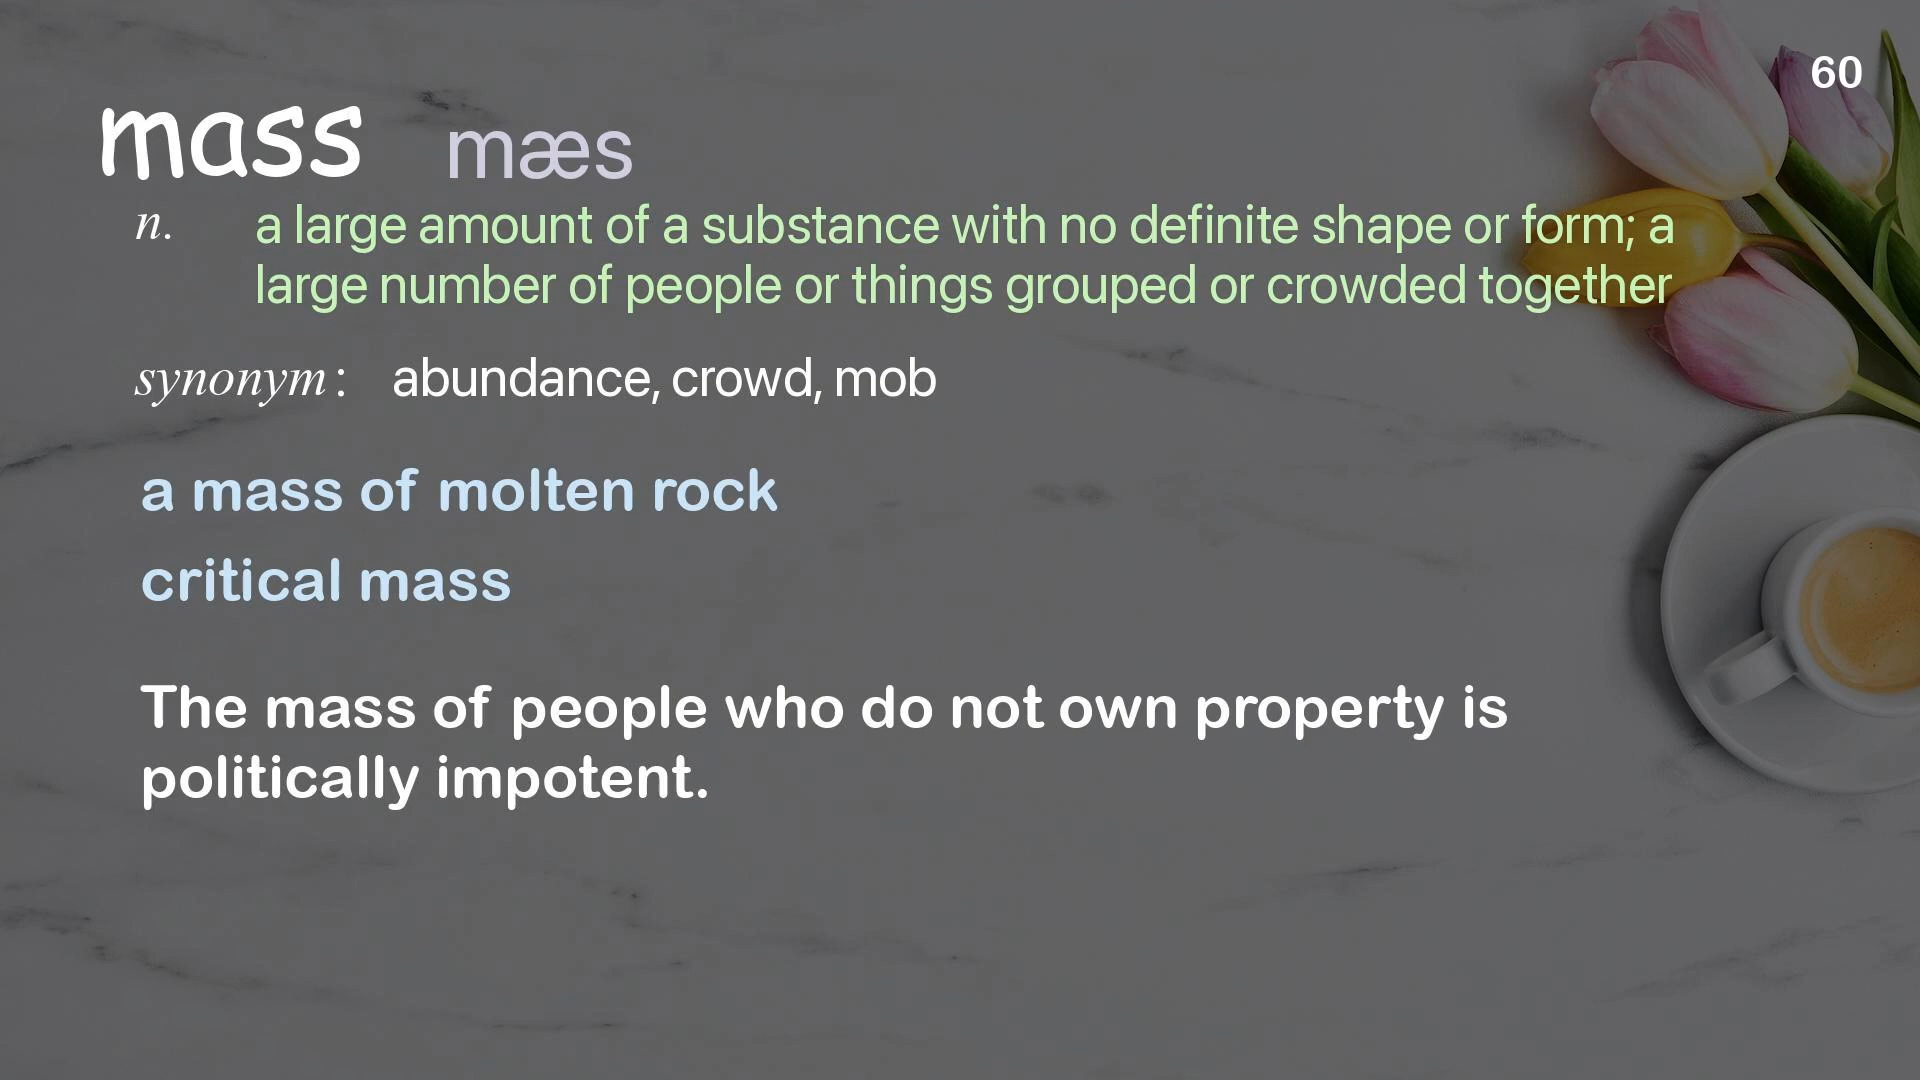 60
mass mæs
n. a large amount of a substance with no definite shape or form; a
large number of people or things grouped or crowded together
synonym: abundance, crowd, mob
a mass of molten rock
critical mass
The mass of people who do not own property is
politically impotent.